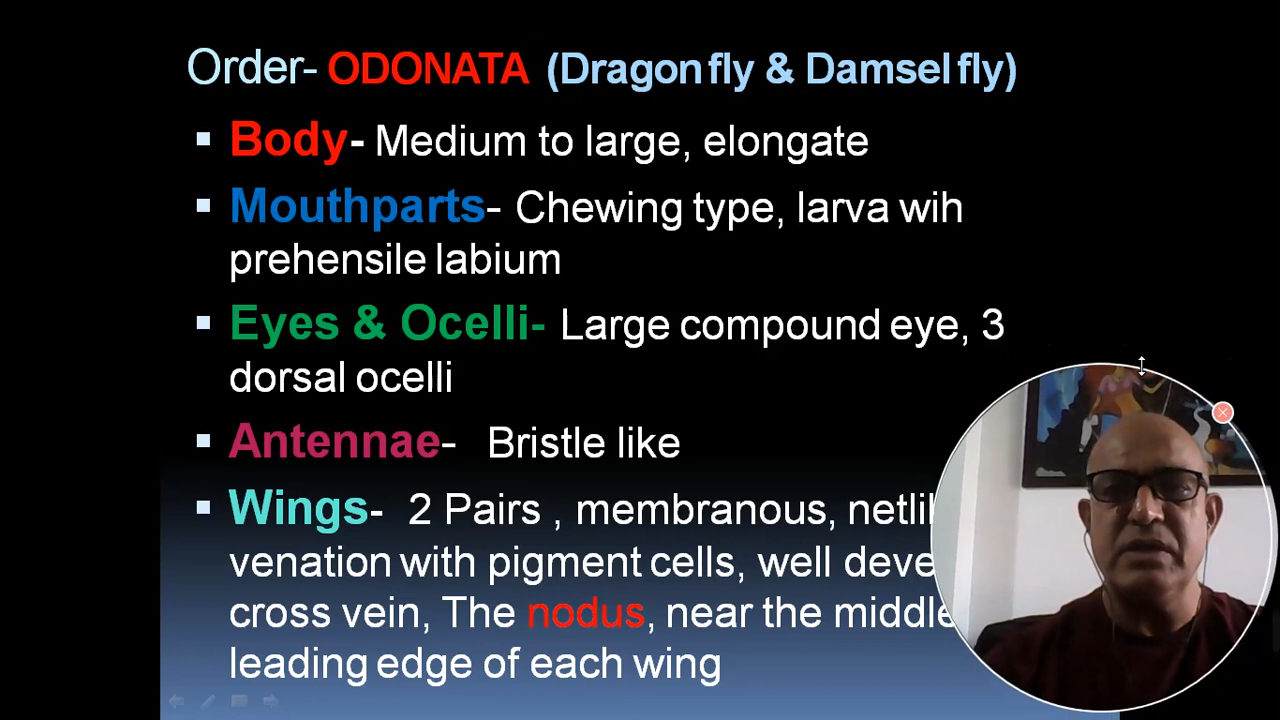 Order- ODONATA (Dragon fly & Damsel fly)
Body- Medium to large, elongate
Mouthparts- Chewing type, larva wih
prehensile labium
Eyes & Ocelli- Large compound eye, 3
dorsal ocelli
Antennae- Bristle like
Wings- 2 Pairs , membranous,
venation with pigment cells, well
cross vein, The nodus, near the middle
leading edge of each wing